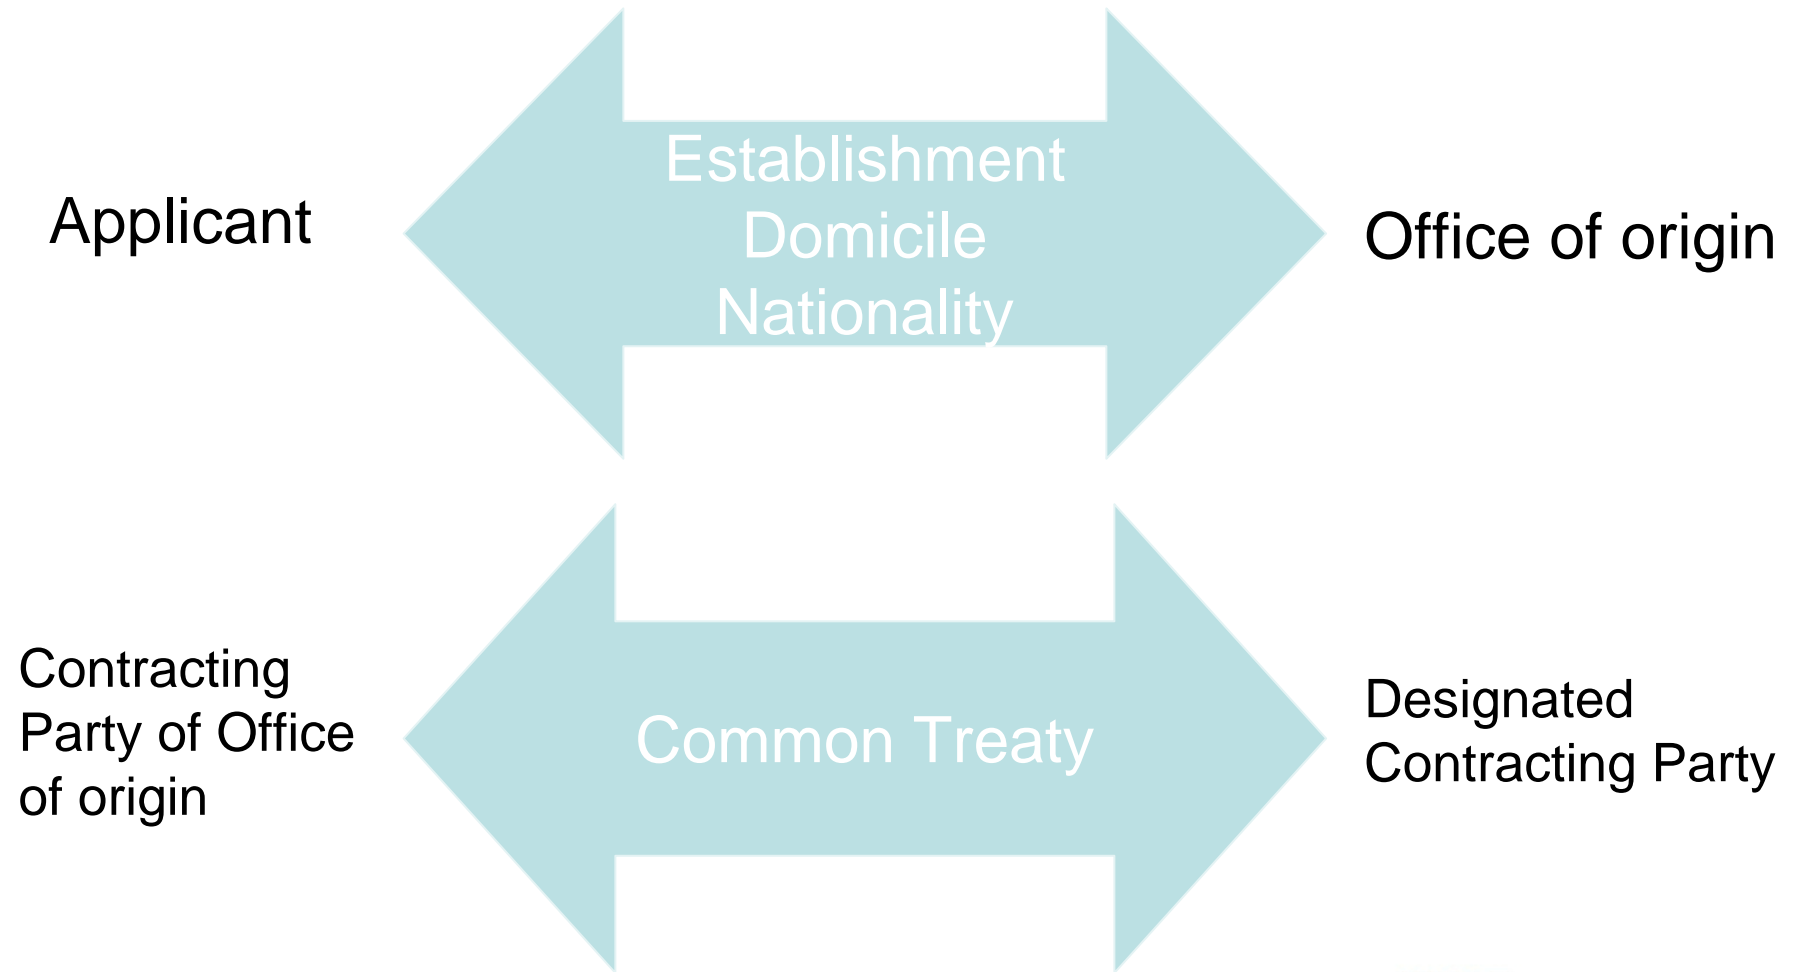 Applicant
Establishment
Domicile
Nationality
Office of origin
Contracting
Party of Office
of origin
Common Treaty
Designated
Contracting Party